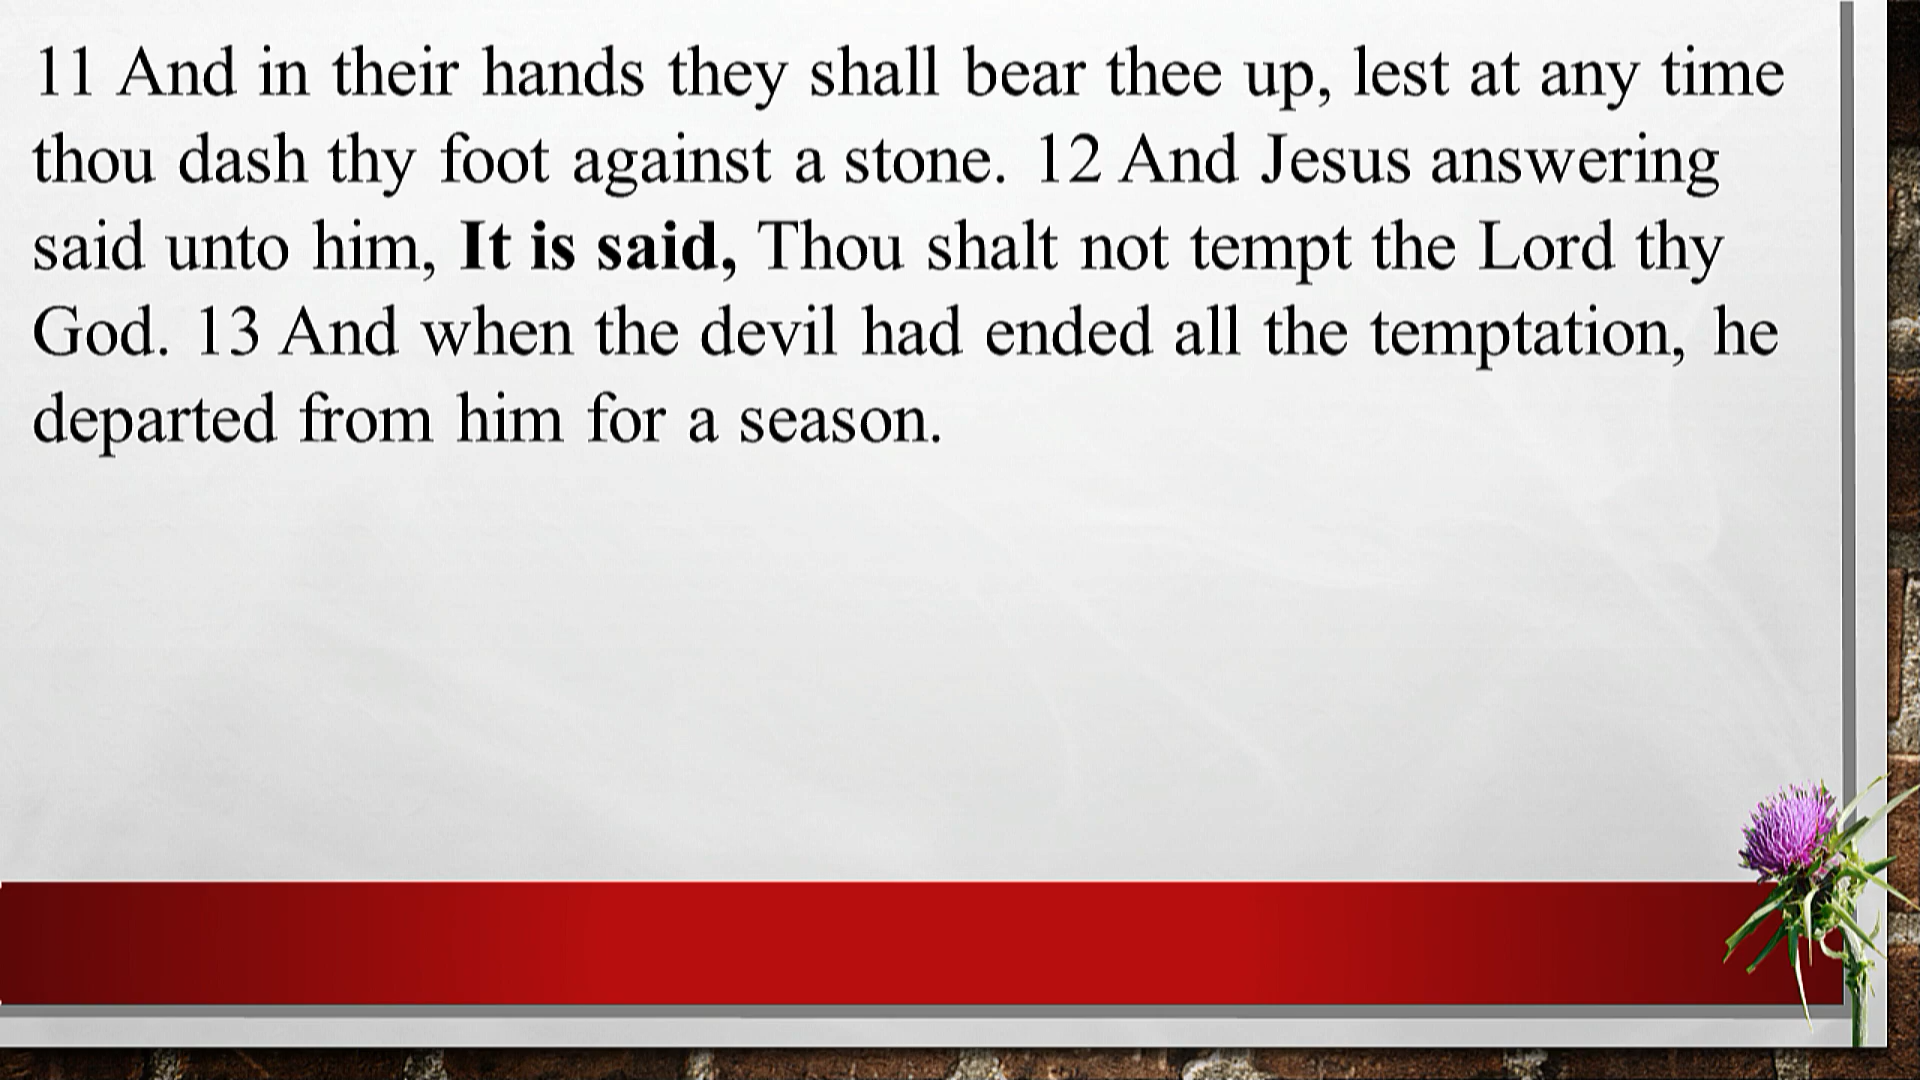 11 And in their hands they shall bear thee up, lest at any time
thou dash thy foot against a stone. 12 And Jesus answering
said unto him, It is said, Thou shalt not tempt the Lord thy
God. 13 And when the devil had ended all the temptation, he
departed from him for a season.